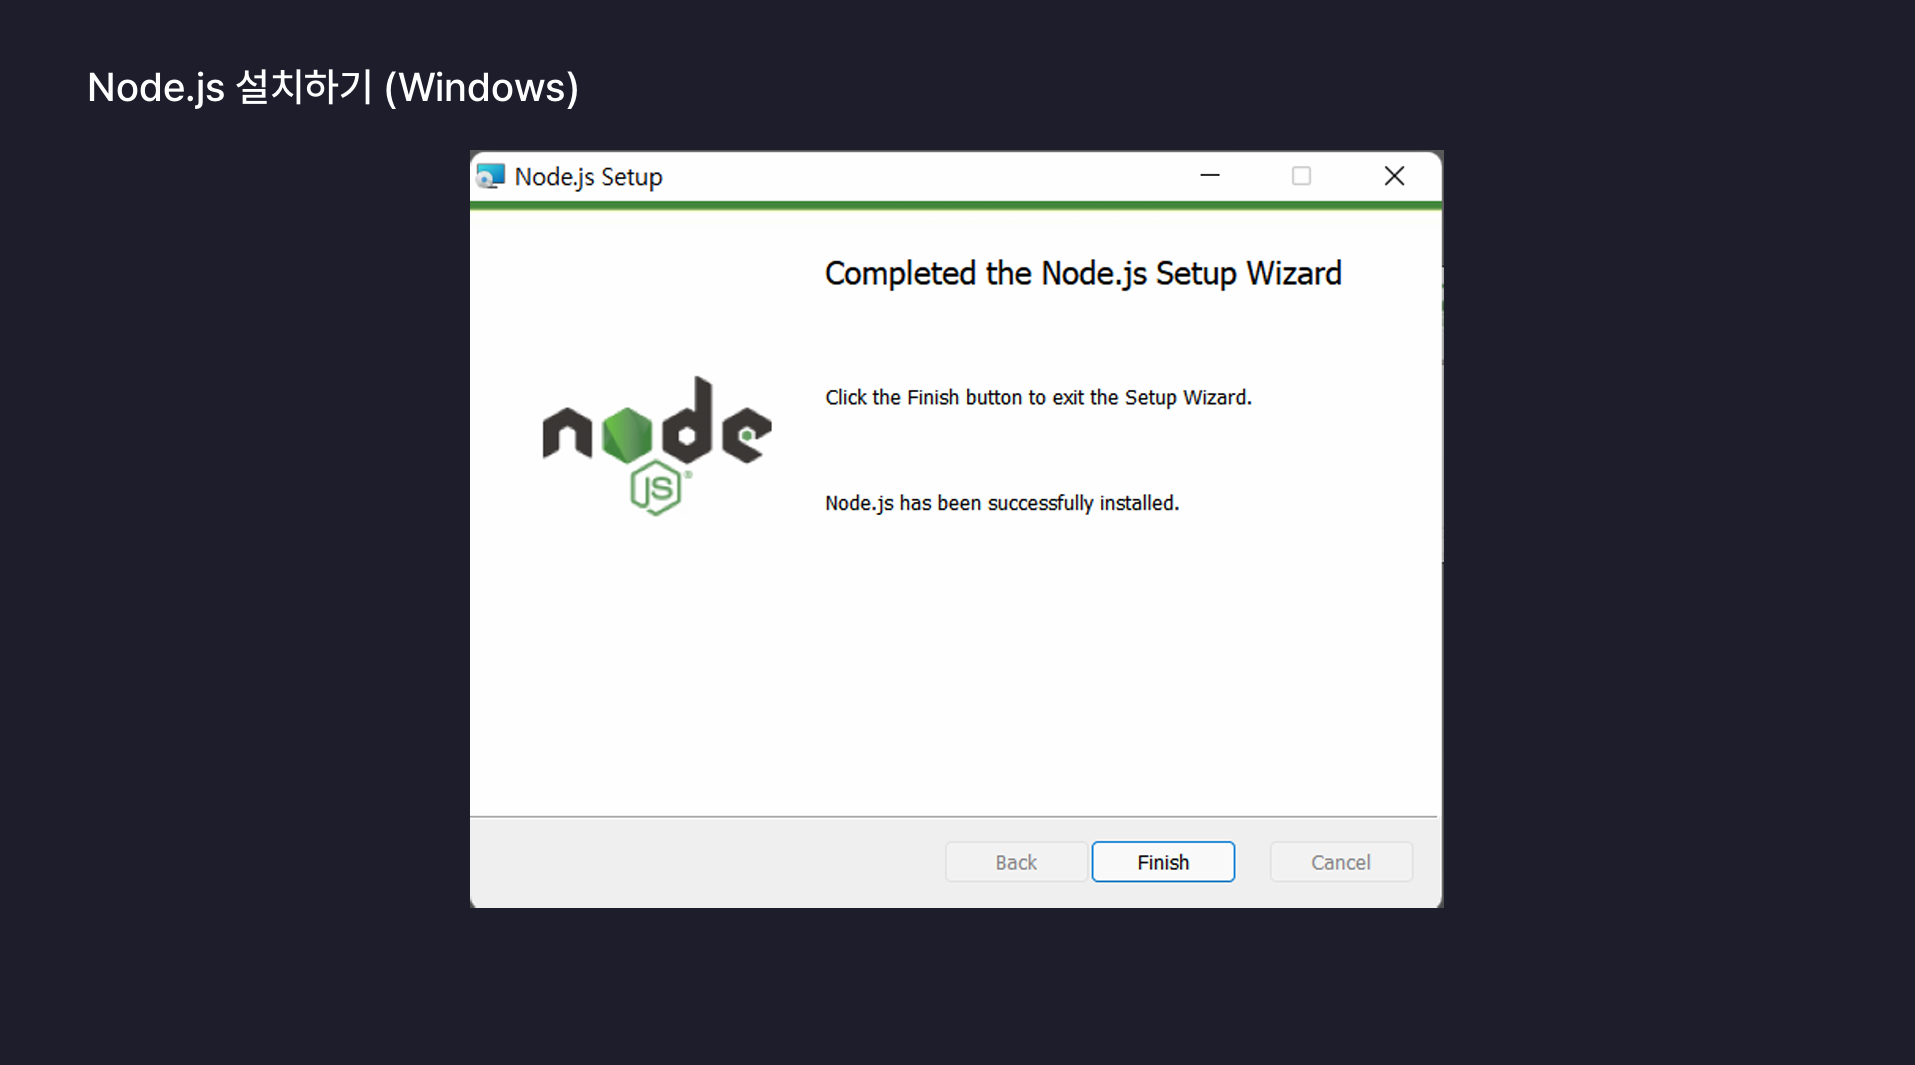 Node.js 설치하기 (Windows)
Node.js Setup
Completed the Node.js Setup Wizard
Click the Finish button to exit the Setup Wizard.
node
JS
Node.js has been successfully installed.
Back Finish Cancel